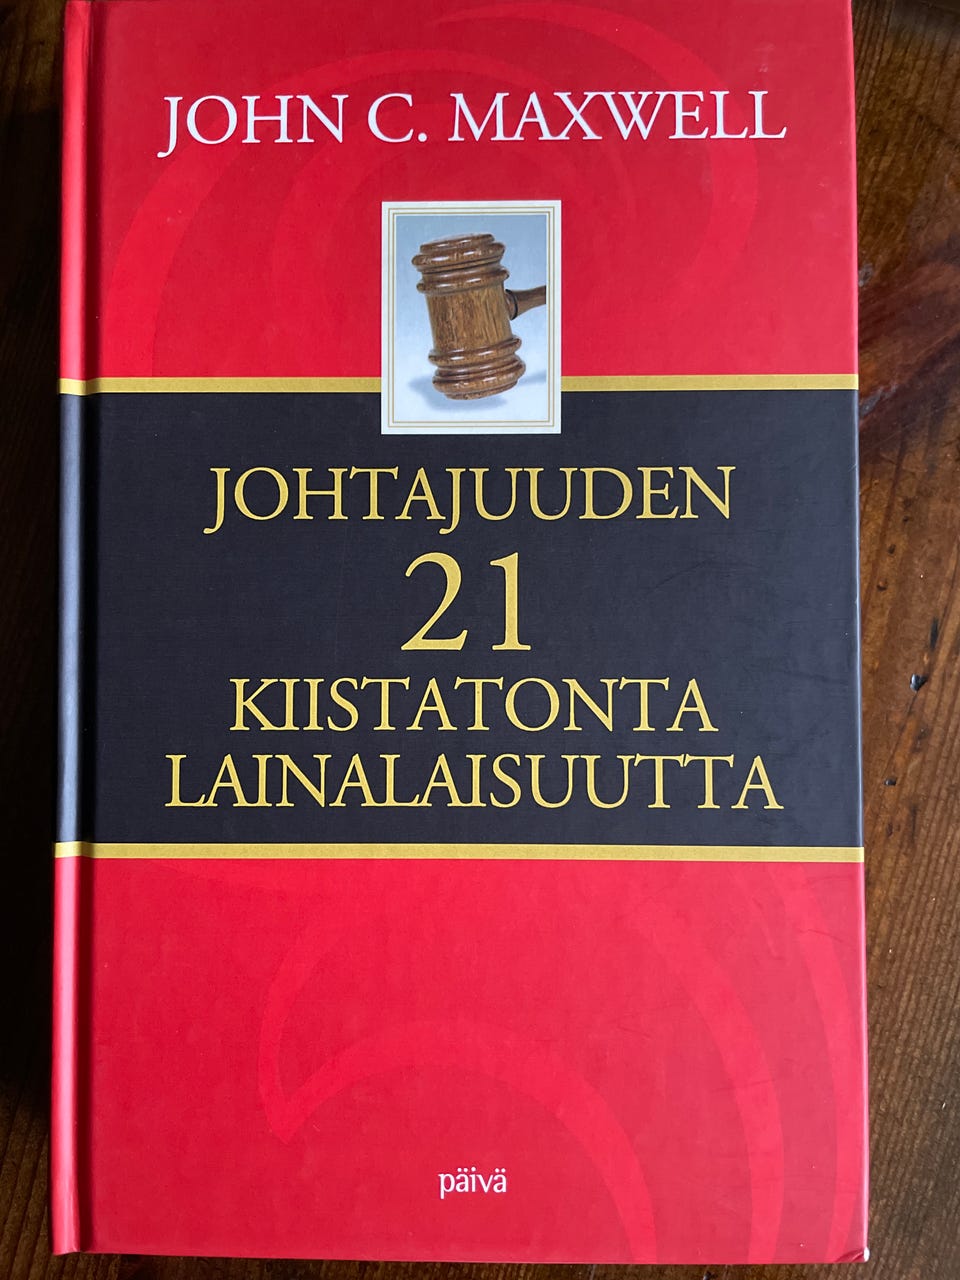 JOHN C. MAXWELL
JOHTAJUUDEN
21
KIISTATONTA
LAINALAISUUTTA
päivä